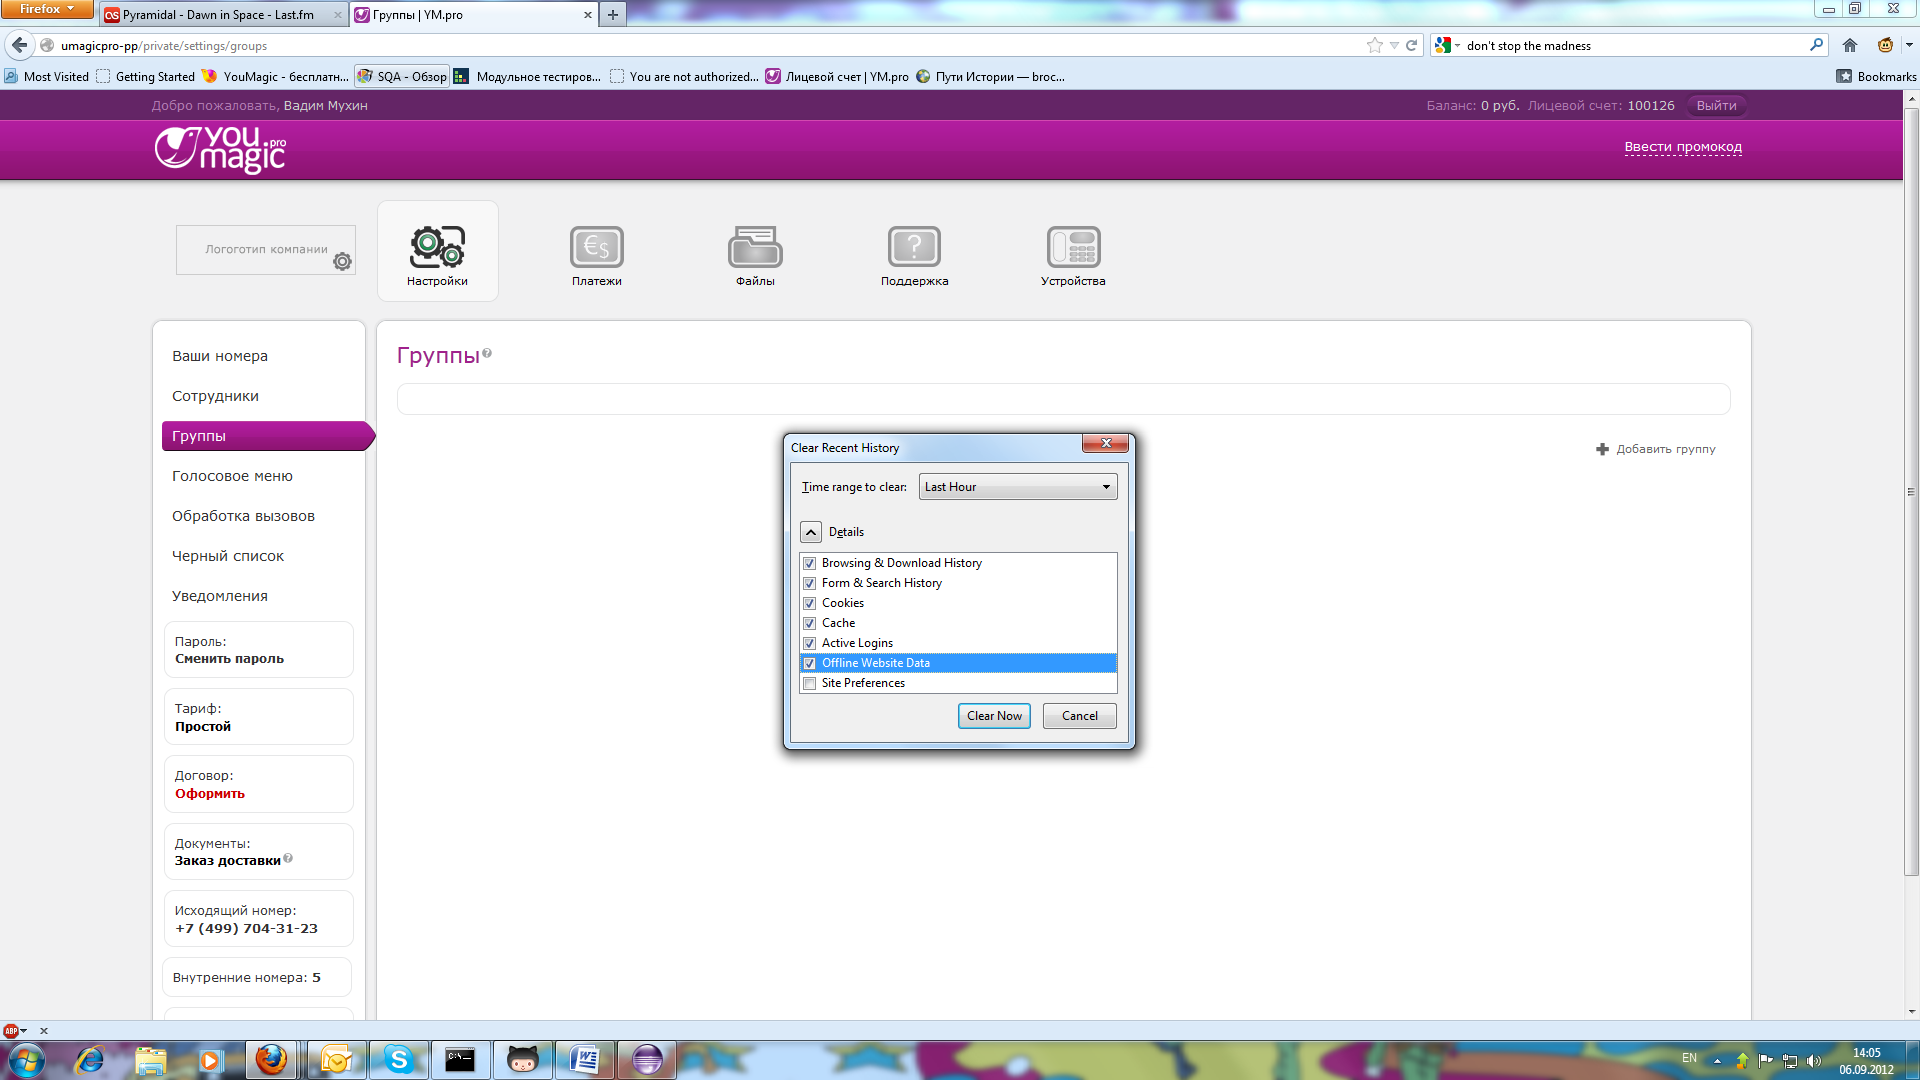 Firefox
Pyramidal - Dawn in Space - Last.fm
Группы | YM.pro
umagicpro-pp/private/settings/groups
don't stop the madness
Most Visited
Getting Started
YouMagic - бесплатн...
SQA - Обзор
Модульное тестиров...
You are not authorized...
Лицевой счет | YM.pro
Пути Истории — broc...
Bookmarks
Добро пожаловать, Вадим Мухин
Баланс: 0 руб. Лицевой счет: 100126
Выйти
you
magic
.pro
Ввести промокод
Логотип компании
Настройки
Платежи
Файлы
Поддержка
Устройства
Ваши номера
Сотрудники
Группы
Голосовое меню
Обработка вызовов
Черный список
Уведомления
Пароль:
Сменить пароль
Тариф:
Простой
Договор:
Оформить
Документы:
Заказ доставки
Исходящий номер:
+7 (499) 704-31-23
Внутренние номера: 5
Группы
Добавить группу
Clear Recent History
Time range to clear:
Last Hour
Details
Browsing & Download History
Form & Search History
Cookies
Cache
Active Logins
Offline Website Data
Site Preferences
Clear Now
Cancel
ABP
C:\
EN
14:05
06.09.2012